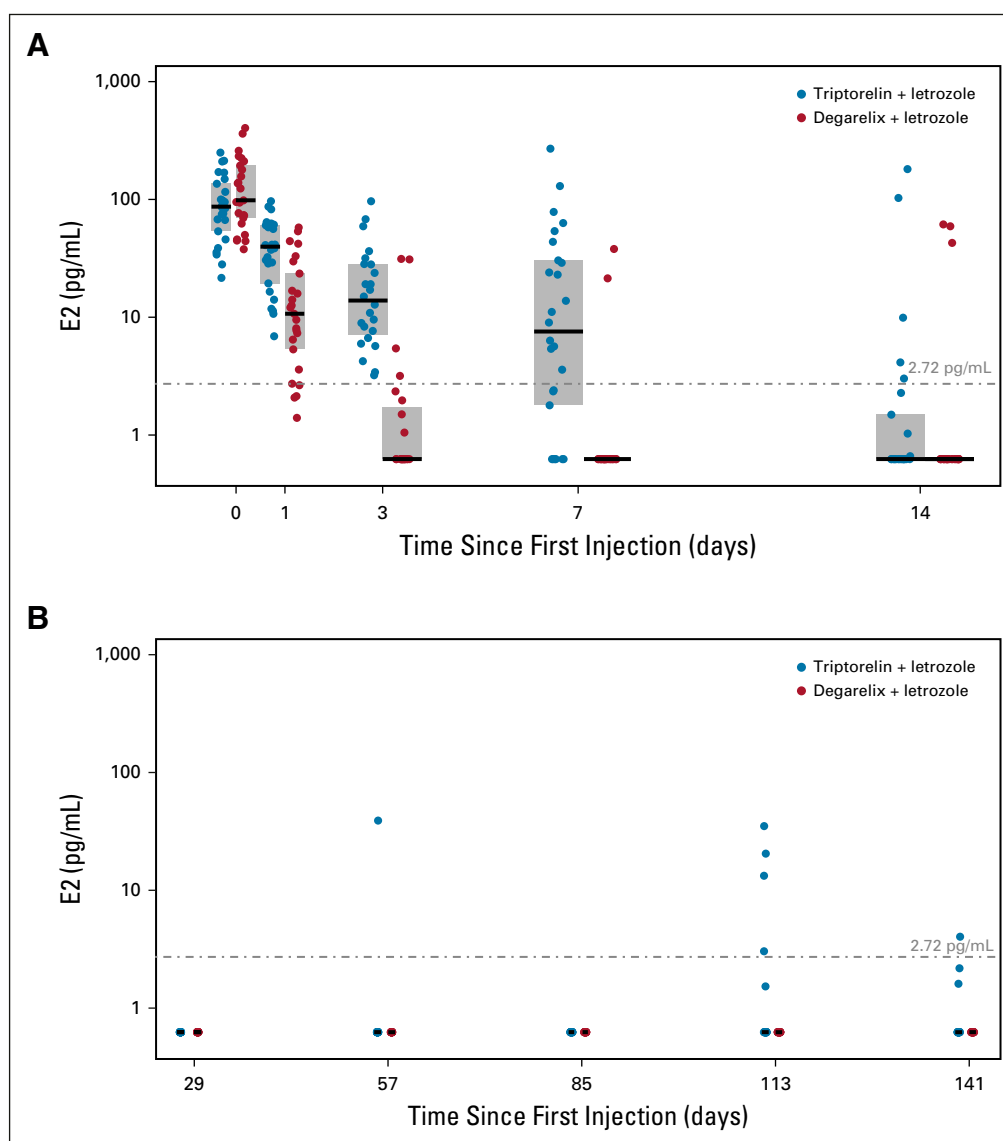 A
1,000
100
10
1
E2 (pg/mL)
Triptorelin + letrozole
Degarelix + letrozole
2.72 pg/mL
0 1 3 7 14
Time Since First Injection (days)
B
1,000
100
10
1
E2 (pg/mL)
Triptorelin + letrozole
Degarelix + letrozole
2.72 pg/mL
29 57 85 113 141
Time Since First Injection (days)